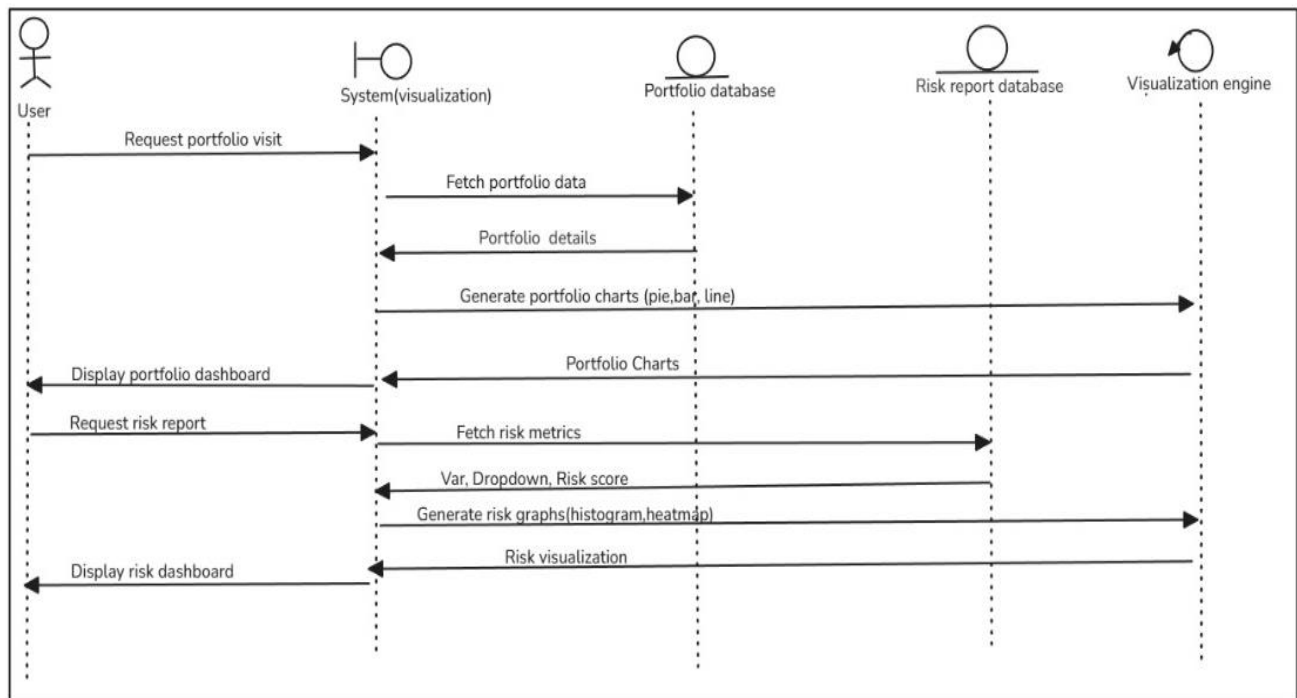 User
System(visualization)
Portfolio database
Risk report database
Visualization engine
Request portfolio visit
Fetch portfolio data
Portfolio details
Generate portfolio charts (pie,bar, line)
Portfolio Charts
Display portfolio dashboard
Request risk report
Fetch risk metrics
Var, Dropdown, Risk score
Generate risk graphs(histogram,heatmap)
Risk visualization
Display risk dashboard